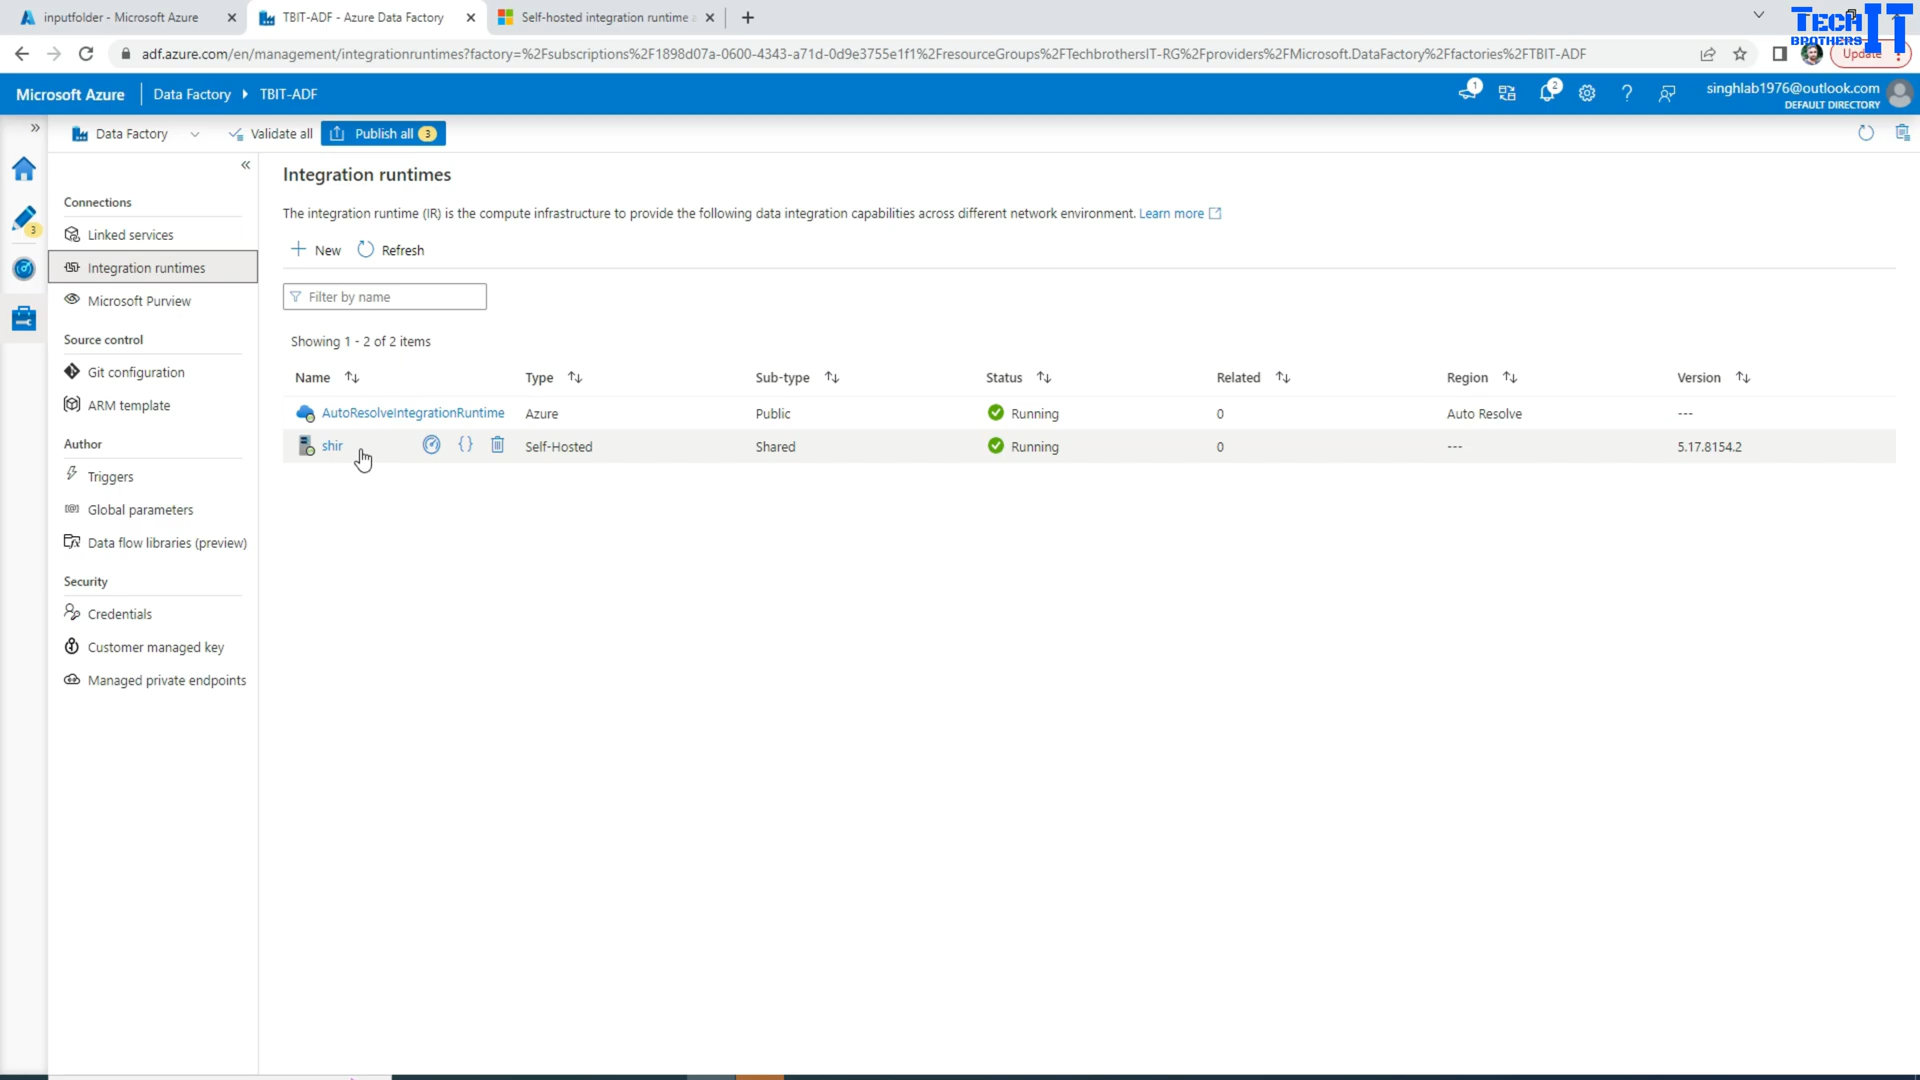 inputfolder - Microsoft Azure
TBIT-ADF - Azure Data Factory
Self-hosted integration runtime
TECH IT
BROTHERS
adf.azure.com/en/management/integrationruntimes?factory=%2Fsubscriptions%2F1898d07a-0600-4343-a71d-0d9e3755e1f1%2FresourceGroups%2FTechbrothersIT-RG%2Fproviders%2FMicrosoft.DataFactory%2Ffactories%2FTBIT-ADF
Update
Microsoft Azure
Data Factory
TBIT-ADF
1
2
singhlab1976@outlook.com
DEFAULT DIRECTORY
Data Factory
Validate all
Publish all 3
3
Connections
Linked services
Integration runtimes
Microsoft Purview
Source control
Git configuration
ARM template
Author
Triggers
Global parameters
Data flow libraries (preview)
Security
Credentials
Customer managed key
Managed private endpoints
Integration runtimes
The integration runtime (IR) is the compute infrastructure to provide the following data integration capabilities across different network environment. Learn more
New Refresh
Filter by name
Showing 1 - 2 of 2 items
Name Type Sub-type Status Related Region Version
AutoResolveIntegrationRuntime Azure Public Running 0 Auto Resolve ---
shir {} Self-Hosted Shared Running 0 --- 5.17.8154.2